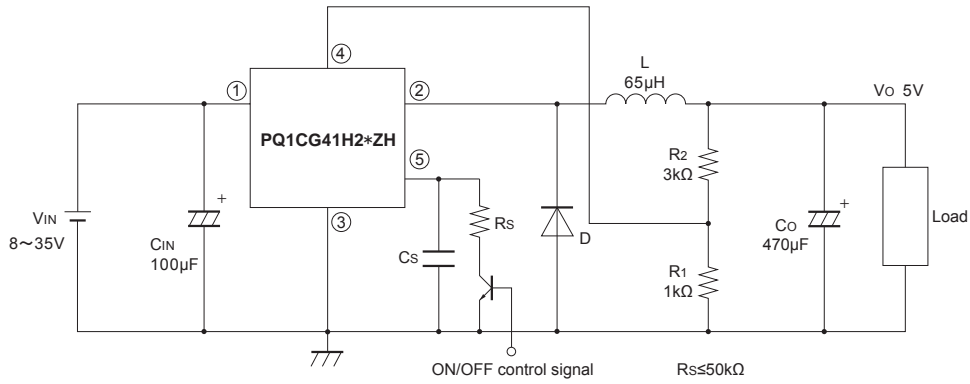 ④
L
65μH
① ② VO 5V
PQ1CG41H2*ZH
R2
3kΩ
⑤
VIN
8～35V
CIN
100μF
+
③
CS
RS
D
R1
1kΩ
CO
470μF
+
Load
ON/OFF control signal
RS≤50kΩ